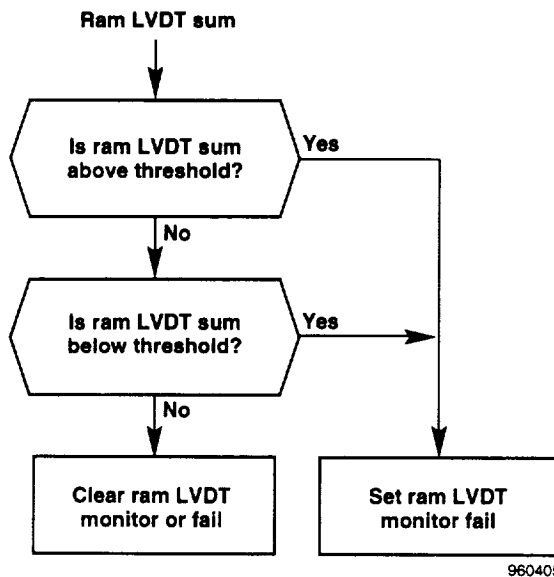 Ram LVDT sum
Is ram LVDT sum
above threshold?
Yes
No
Is ram LVDT sum
below threshold?
Yes
No
Clear ram LVDT
monitor or fail
Set ram LVDT
monitor fail